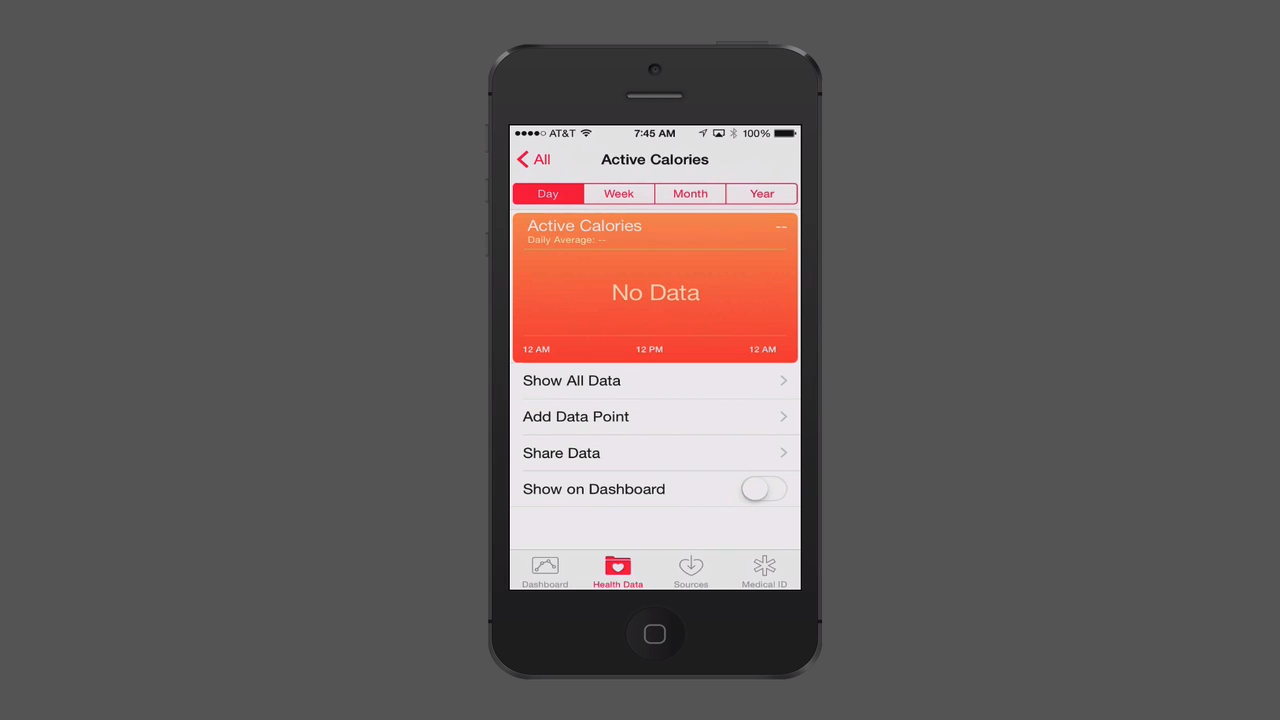 AT&T 7:45 AM 100%
All Active Calories
Day Week Month Year
Active Calories --
Daily Average: --
No Data
12 AM 12 PM 12 AM
Show All Data
Add Data Point
Share Data
Show on Dashboard
Dashboard Health Data Sources Medical ID